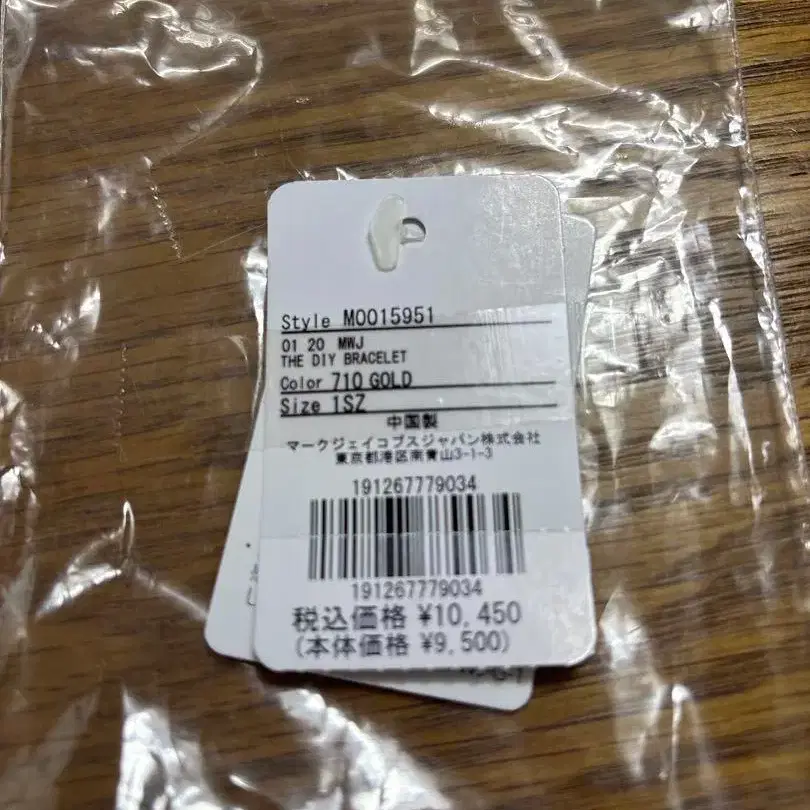 Style M0015951
01 20 MWJ
THE DIY BRACELET
Color 710 GOLD
Size 1SZ
中国製
マークジェイコブスジャパン株式会社
東京都港区南青山3-1-3
191267779034
191267779034
税込価格 ¥10,450
(本体価格 ¥9,500)